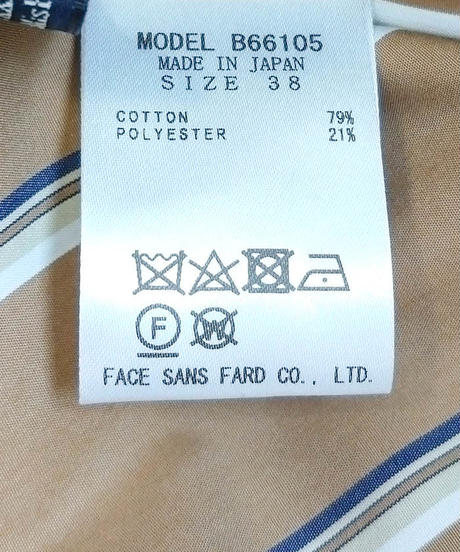 MODEL B66105
MADE IN JAPAN
SIZE 38
COTTON 79%
POLYESTER 21%
F W
FACE SANS FARD CO., LTD.